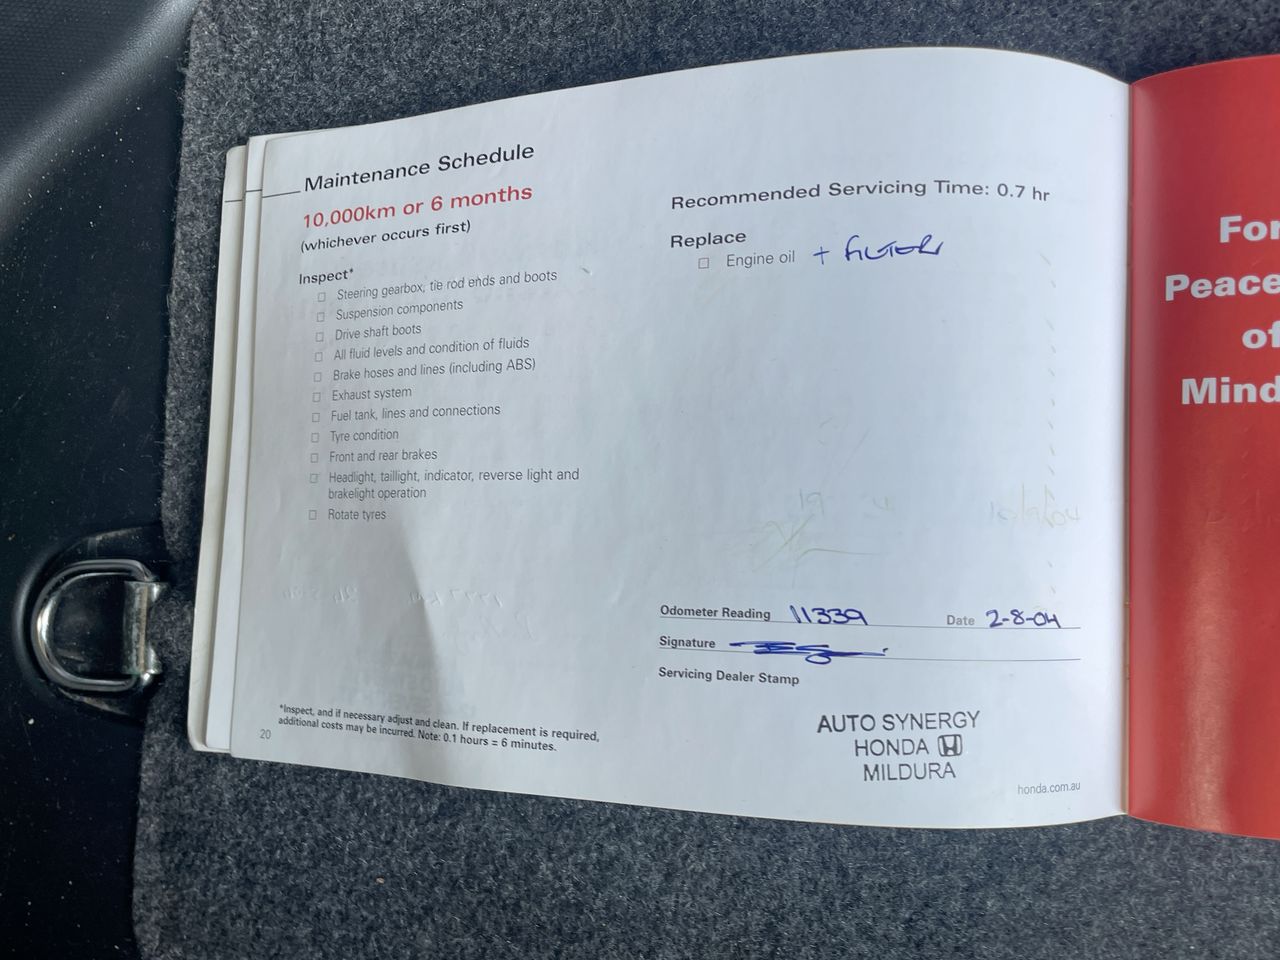 Maintenance Schedule
10,000km or 6 months
(whichever occurs first)
Inspect*
Steering gearbox, tie rod ends and boots
Suspension components
Drive shaft boots
All fluid levels and condition of fluids
Brake hoses and lines (including ABS)
Exhaust system
Fuel tank, lines and connections
Tyre condition
Front and rear brakes
Headlight, taillight, indicator, reverse light and
brakelight operation
Rotate tyres
*Inspect, and if necessary adjust and clean. If replacement is required,
additional costs may be incurred. Note: 0.1 hours = 6 minutes.
20
Recommended Servicing Time: 0.7 hr
Replace
Engine oil + FILTER
Odometer Reading 11339 Date 2-8-04
Signature
Servicing Dealer Stamp
AUTO SYNERGY
HONDA
MILDURA
honda.com.au
For
Peace
of
Mind